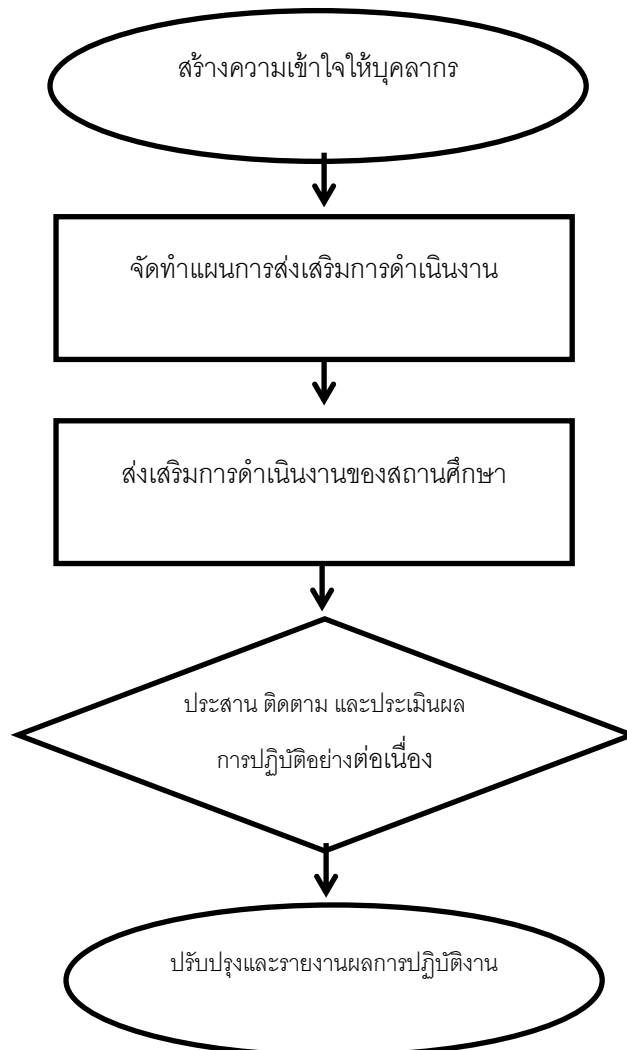 สร้างความเข้าใจให้บุคลากร
จัดทำแผนการส่งเสริมการดำเนินงาน
ส่งเสริมการดำเนินงานของสถานศึกษา
ประสาน ติดตาม และประเมินผล
การปฏิบัติอย่างต่อเนื่อง
ปรับปรุงและรายงานผลการปฏิบัติงาน